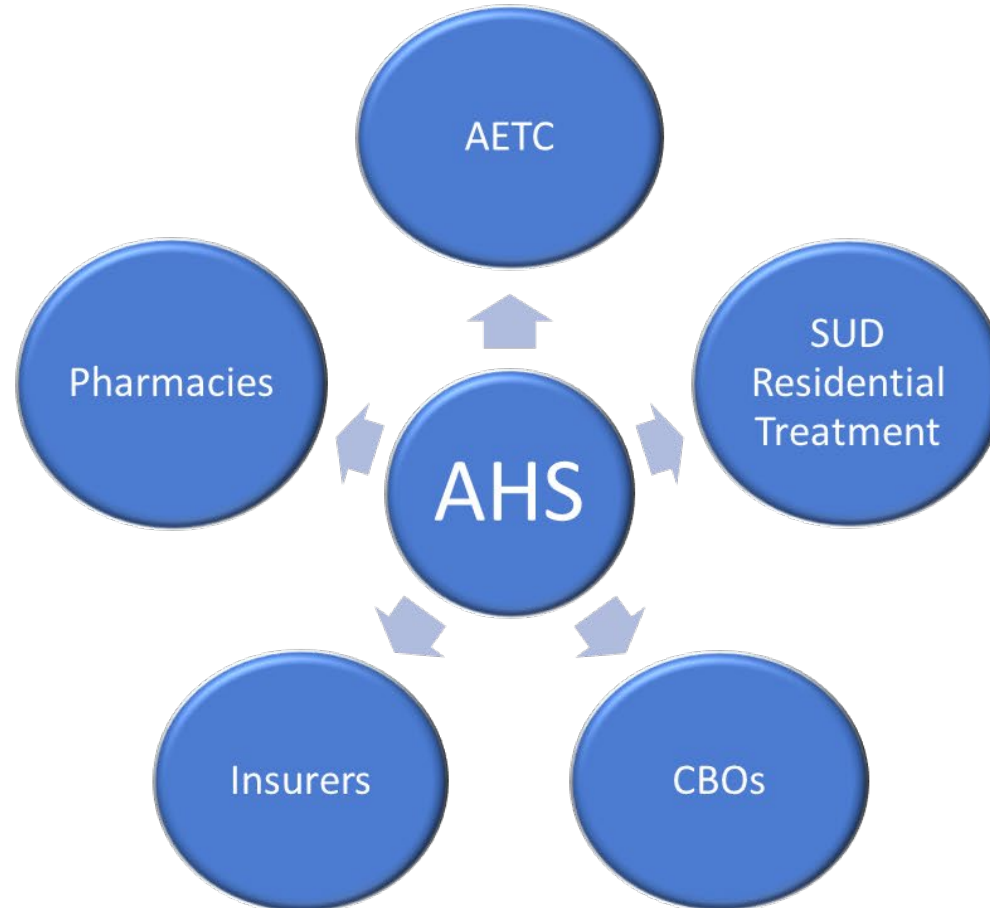 AETC
Pharmacies
SUD
Residential
Treatment
AHS
Insurers
CBOs